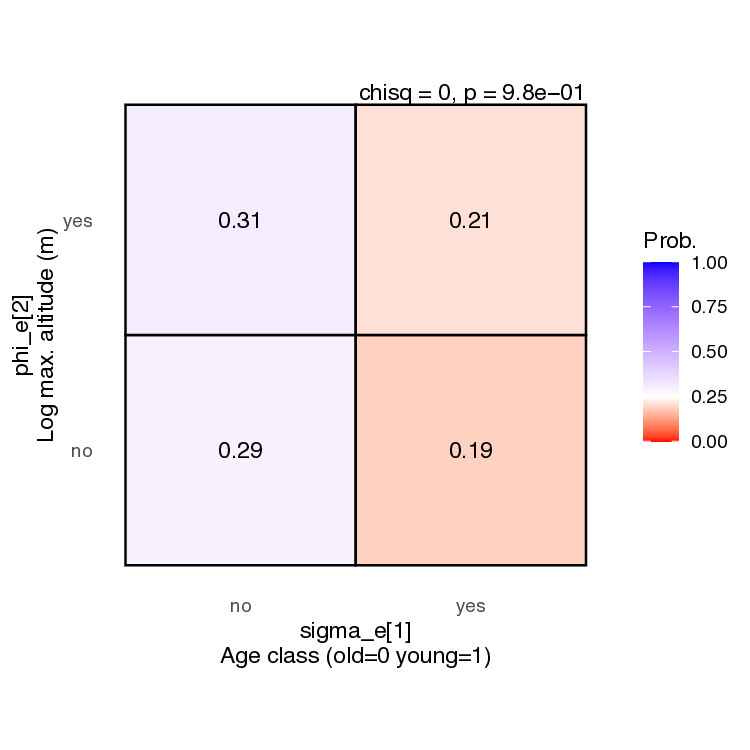 chisq = 0, p = 9.8e−01
phi_e[2]
Log max. altitude (m)
yes
no
0.31
0.21
0.29
0.19
no
yes
sigma_e[1]
Age class (old=0 young=1)
Prob.
1.00
0.75
0.50
0.25
0.00